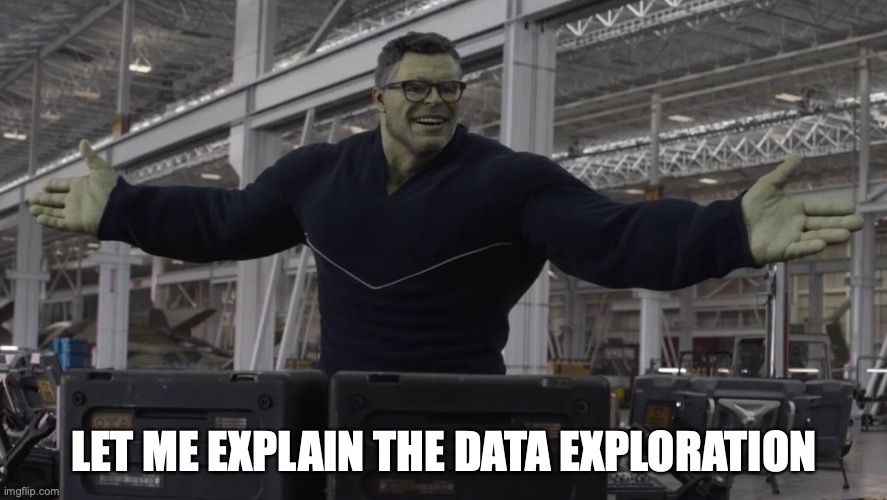 LET ME EXPLAIN THE DATA EXPLORATION
imgflip.com